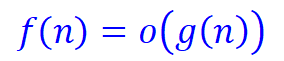 f(n) = o(g(n))